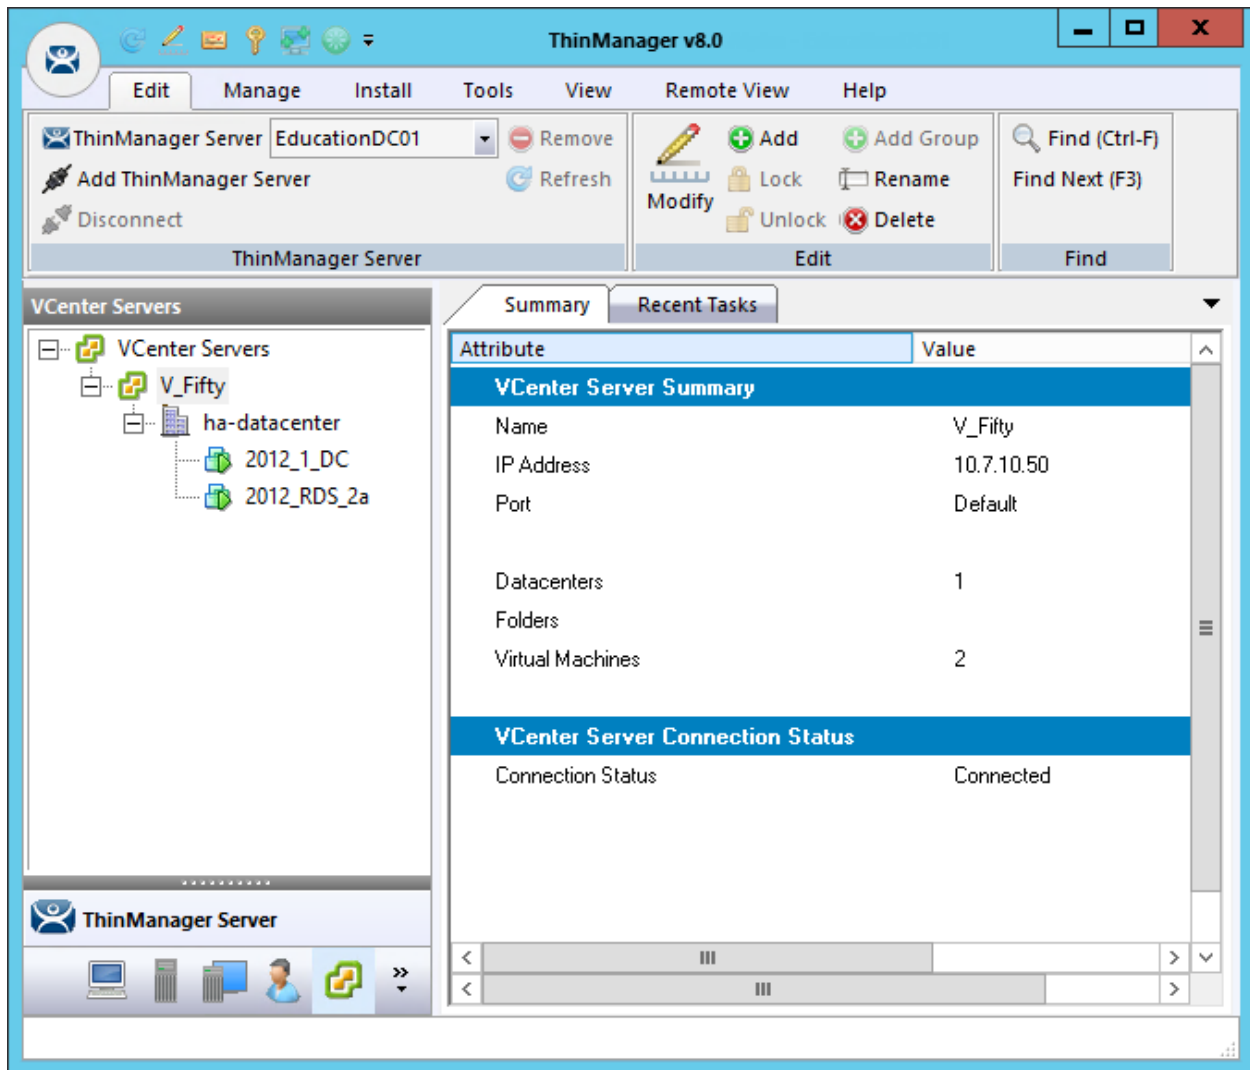 ThinManager v8.0
Edit Manage Install Tools View Remote View Help
ThinManager Server EducationDC01 Remove
Add ThinManager Server Refresh
Disconnect
ThinManager Server
Modify
Add Add Group
Lock Rename
Unlock Delete
Edit
Find (Ctrl-F)
Find Next (F3)
Find
VCenter Servers
VCenter Servers
V_Fifty
ha-datacenter
2012_1_DC
2012_RDS_2a
ThinManager Server
Summary Recent Tasks
Attribute Value
VCenter Server Summary
Name V_Fifty
IP Address 10.7.10.50
Port Default
Datacenters 1
Folders
Virtual Machines 2
VCenter Server Connection Status
Connection Status Connected